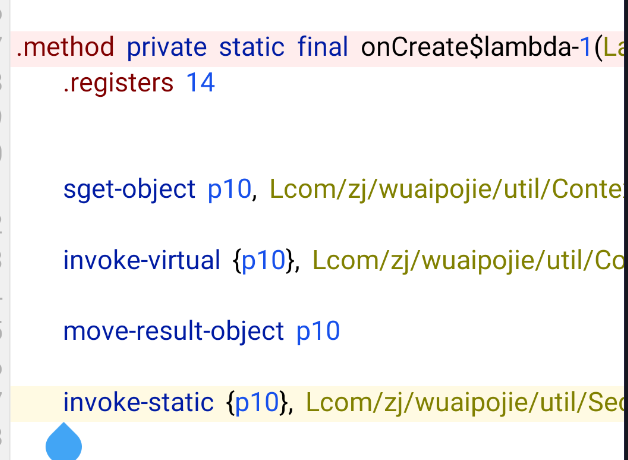 .method private static final onCreate$lambda-1(La
.registers 14
sget-object p10, Lcom/zj/wuaipojie/util/Conte
invoke-virtual {p10}, Lcom/zj/wuaipojie/util/Co
move-result-object p10
invoke-static {p10}, Lcom/zj/wuaipojie/util/Sec